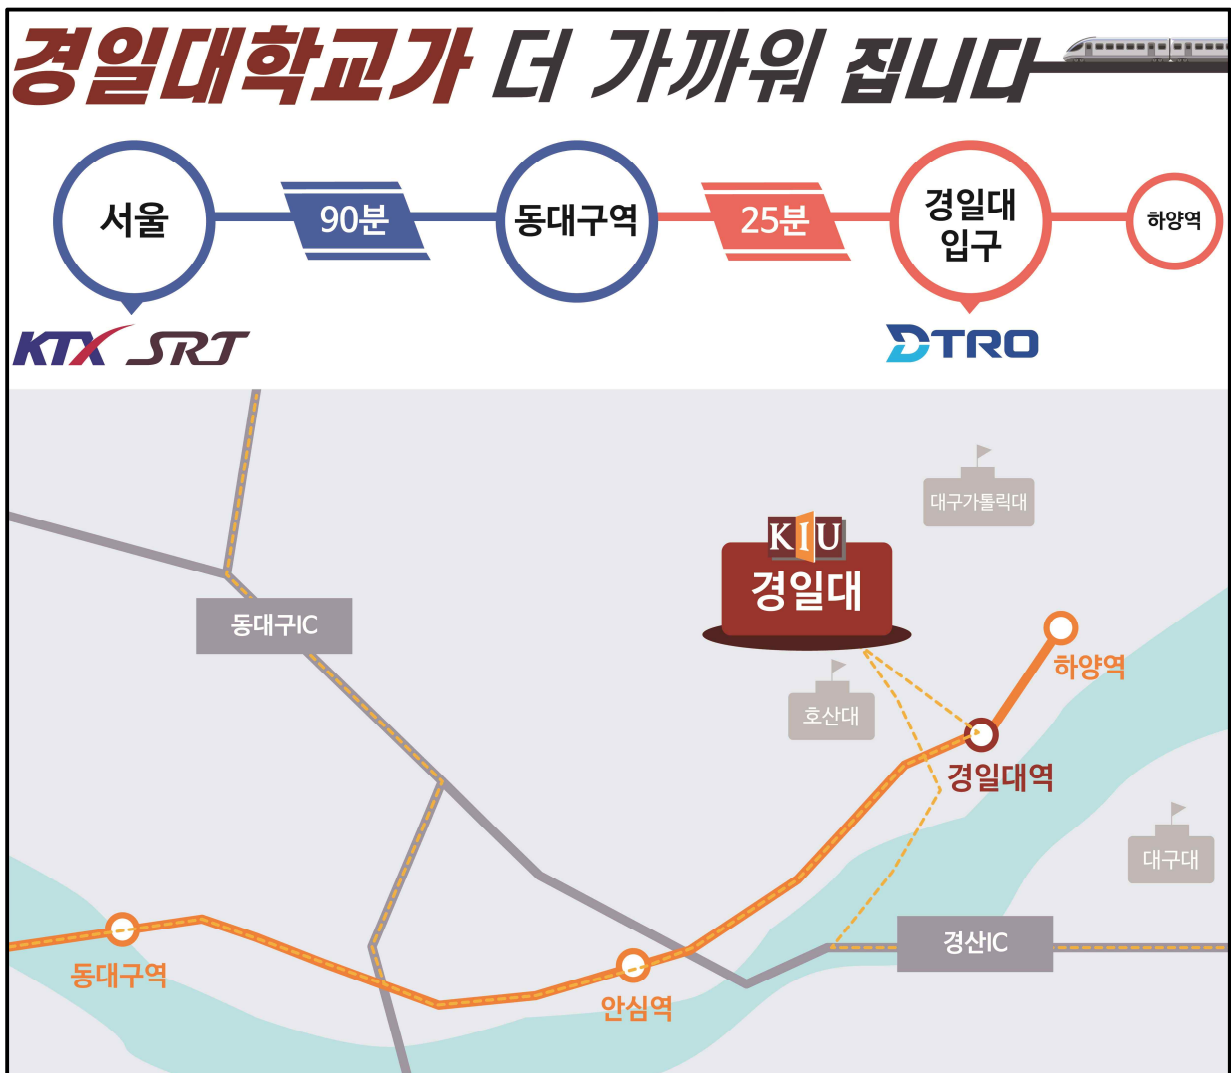 경일대학교가 더 가까워 집니다
서울
90분
동대구역
25분
경일대
입구
하양역
KTX SRT
DTRO
대구가톨릭대
KIU
경일대
동대구IC
하양역
호산대
경일대역
대구대
경산IC
동대구역
안심역